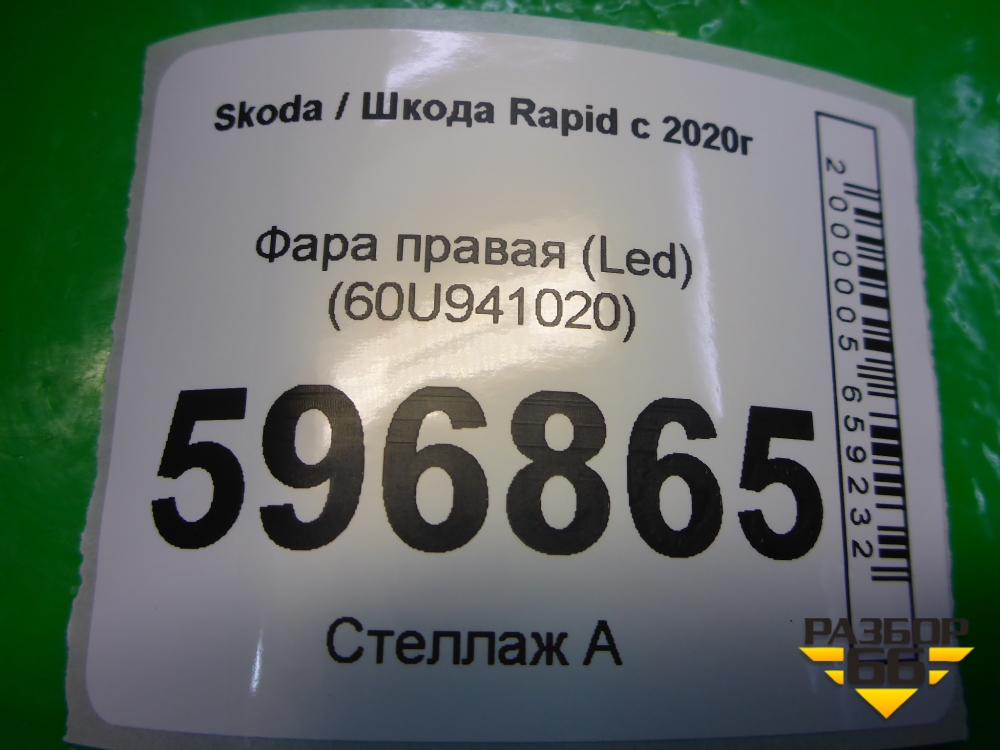 Skoda / Шкода Rapid с 2020г
Фара правая (Led)
(60U941020)
596865
Стеллаж А
2000005659232
РАЗБОР
66